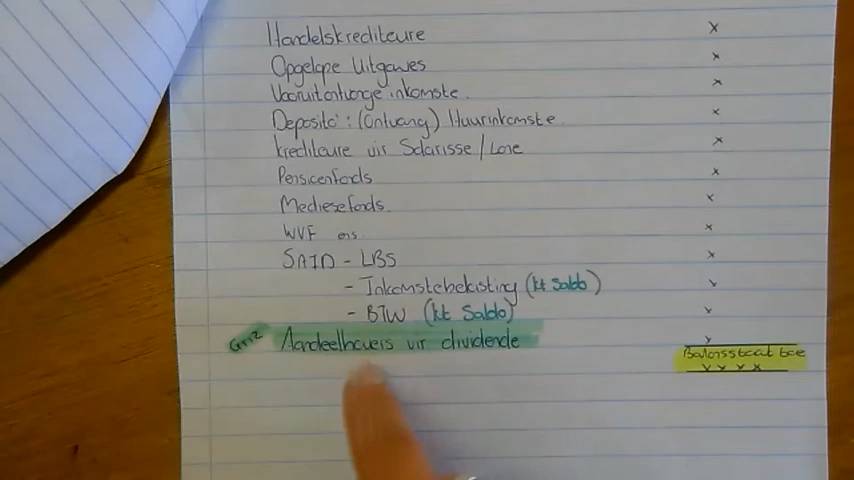 Handelskrediteure x
Opgelope Uitgawes x
Vooruitontvange inkomste. x
Deposito: (Ontvang) Huurinkomste. x
krediteure vir Salarisse/Lone x
Pensioenfonds x
Mediesefonds. x
WVF ens x
SAID - LBS x
- Inkomstebelasting (kt Saldo) x
- BTW (kt Saldo) x
Gr12 Aandeelhouers vir dividende x
Balansstaat toe
x x x x